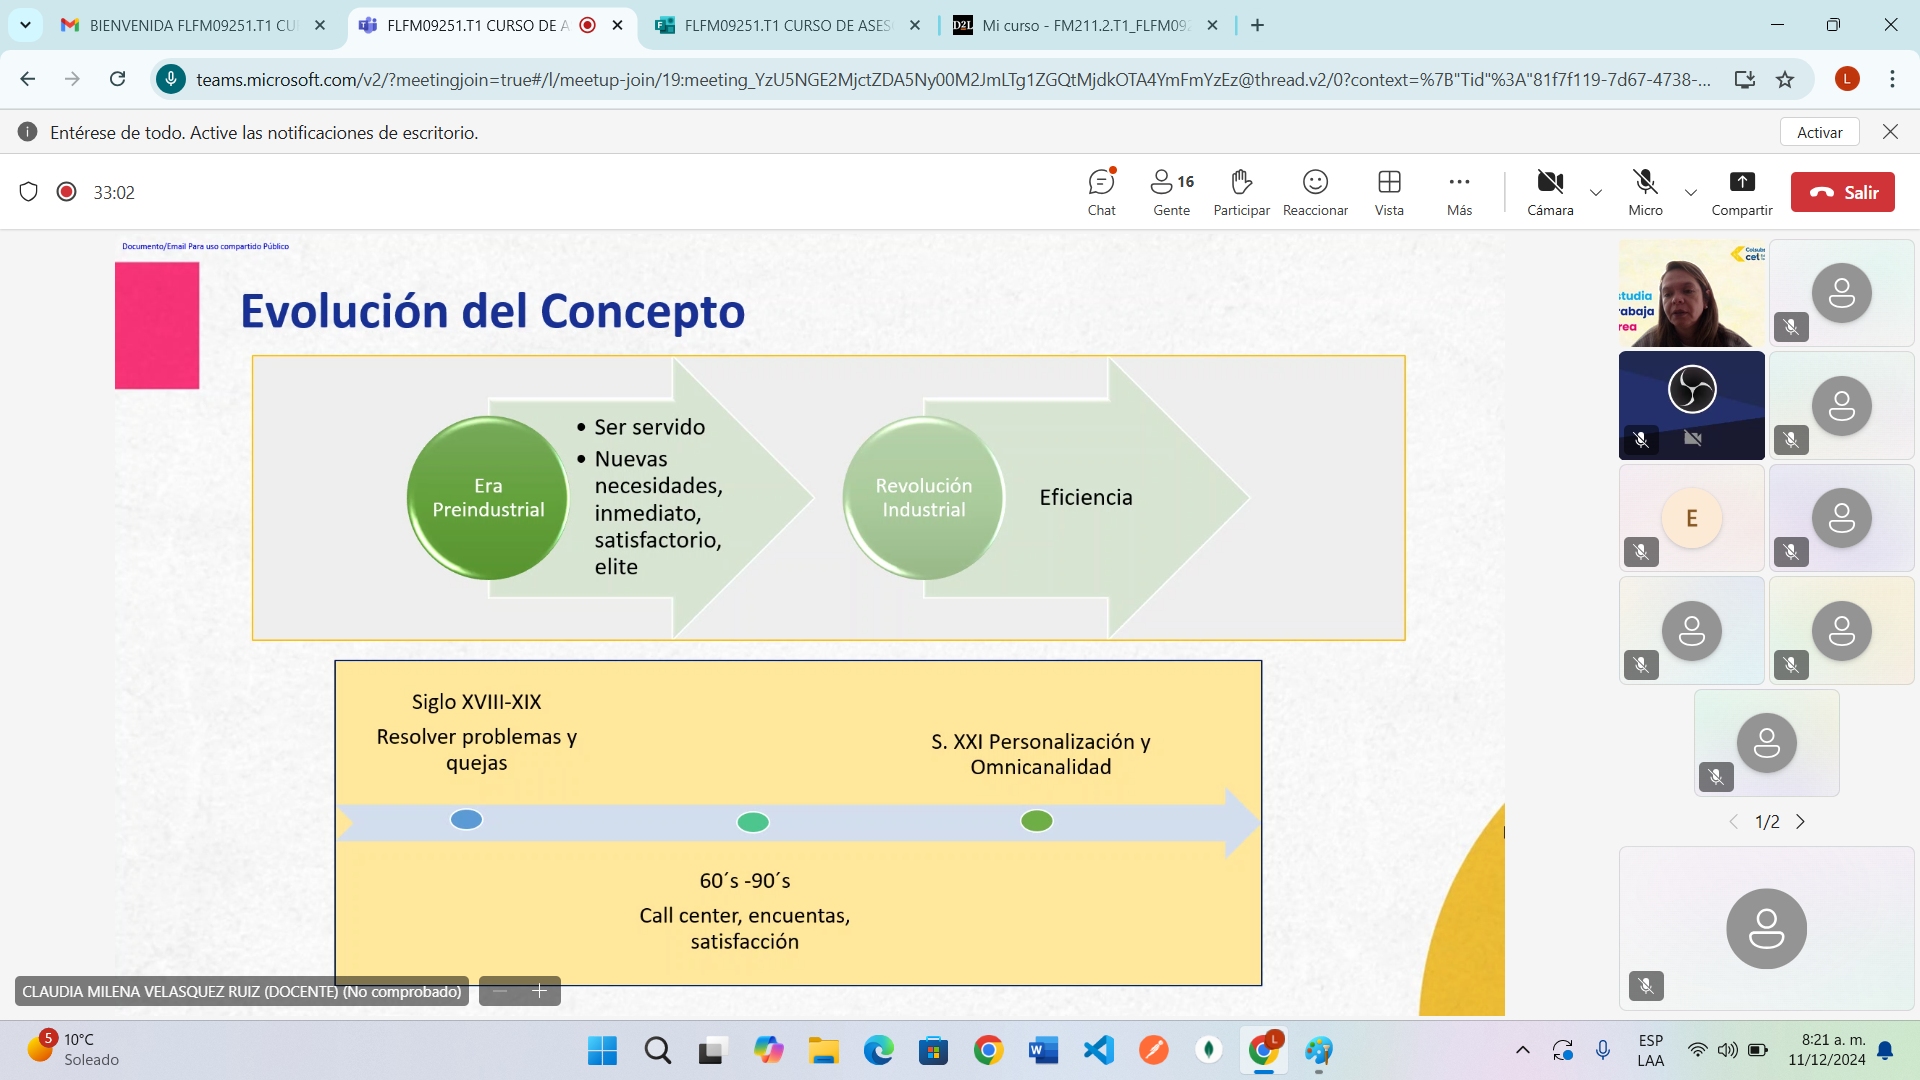 BIENVENIDA FLFM09251.T1 CU
FLFM09251.T1 CURSO DE A
FLFM09251.T1 CURSO DE ASES
D2L
Mi curso - FM211.2.T1_FLFM09
teams.microsoft.com/v2/?meetingjoin=true#/l/meetup-join/19:meeting_YzU5NGE2MjctZDA5Ny00M2JmLTg1ZGQtMjdkOTA4YmFmYzEz@thread.v2/0?context=%7B"Tid"%3A"81f7f119-7d67-4738-...
L
Entérese de todo. Active las notificaciones de escritorio.
Activar
33:02
Chat
16
Gente
Participar
Reaccionar
Vista
Más
Cámara
Micro
Compartir
Salir
Documento/Email Para uso compartido Público
Evolución del Concepto
Era
Preindustrial
• Ser servido
• Nuevas
necesidades,
inmediato,
satisfactorio,
elite
Revolución
Industrial
Eficiencia
Siglo XVIII-XIX
Resolver problemas y
quejas
S. XXI Personalización y
Omnicanalidad
60´s -90´s
Call center, encuentas,
satisfacción
CLAUDIA MILENA VELASQUEZ RUIZ (DOCENTE) (No comprobado)
cet
studia
rabaja
rea
E
1/2
5
10°C
Soleado
L
ESP
LAA
8:21 a. m.
11/12/2024